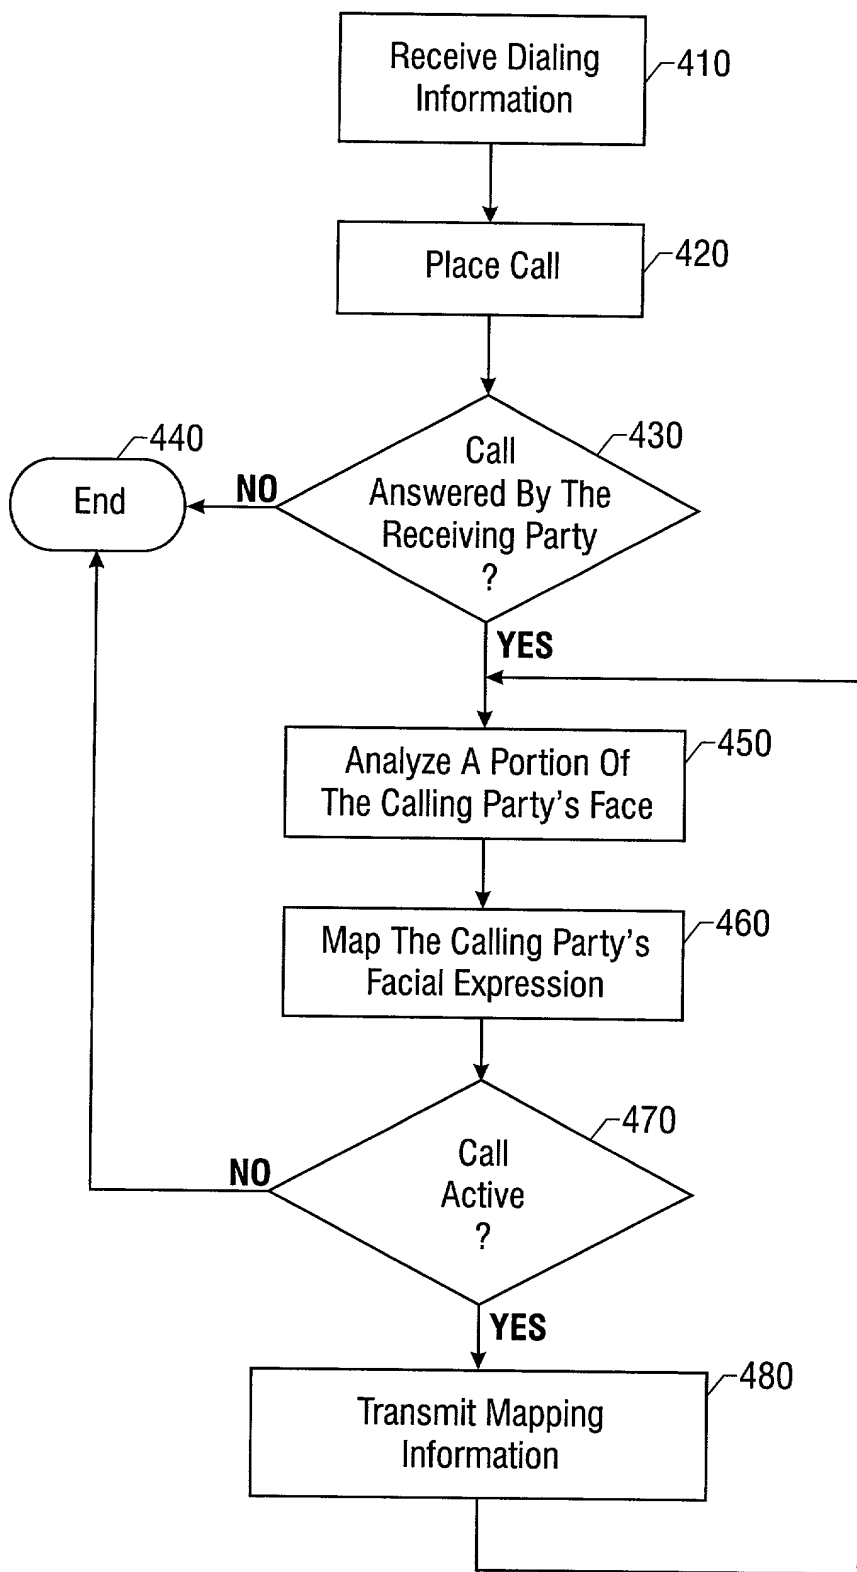 Receive Dialing
Information
410
Place Call
420
440
End
NO
Call
Answered By The
Receiving Party
?
430
YES
Analyze A Portion Of
The Calling Party's Face
450
Map The Calling Party's
Facial Expression
460
Call
Active
?
470
NO
YES
Transmit Mapping
Information
480